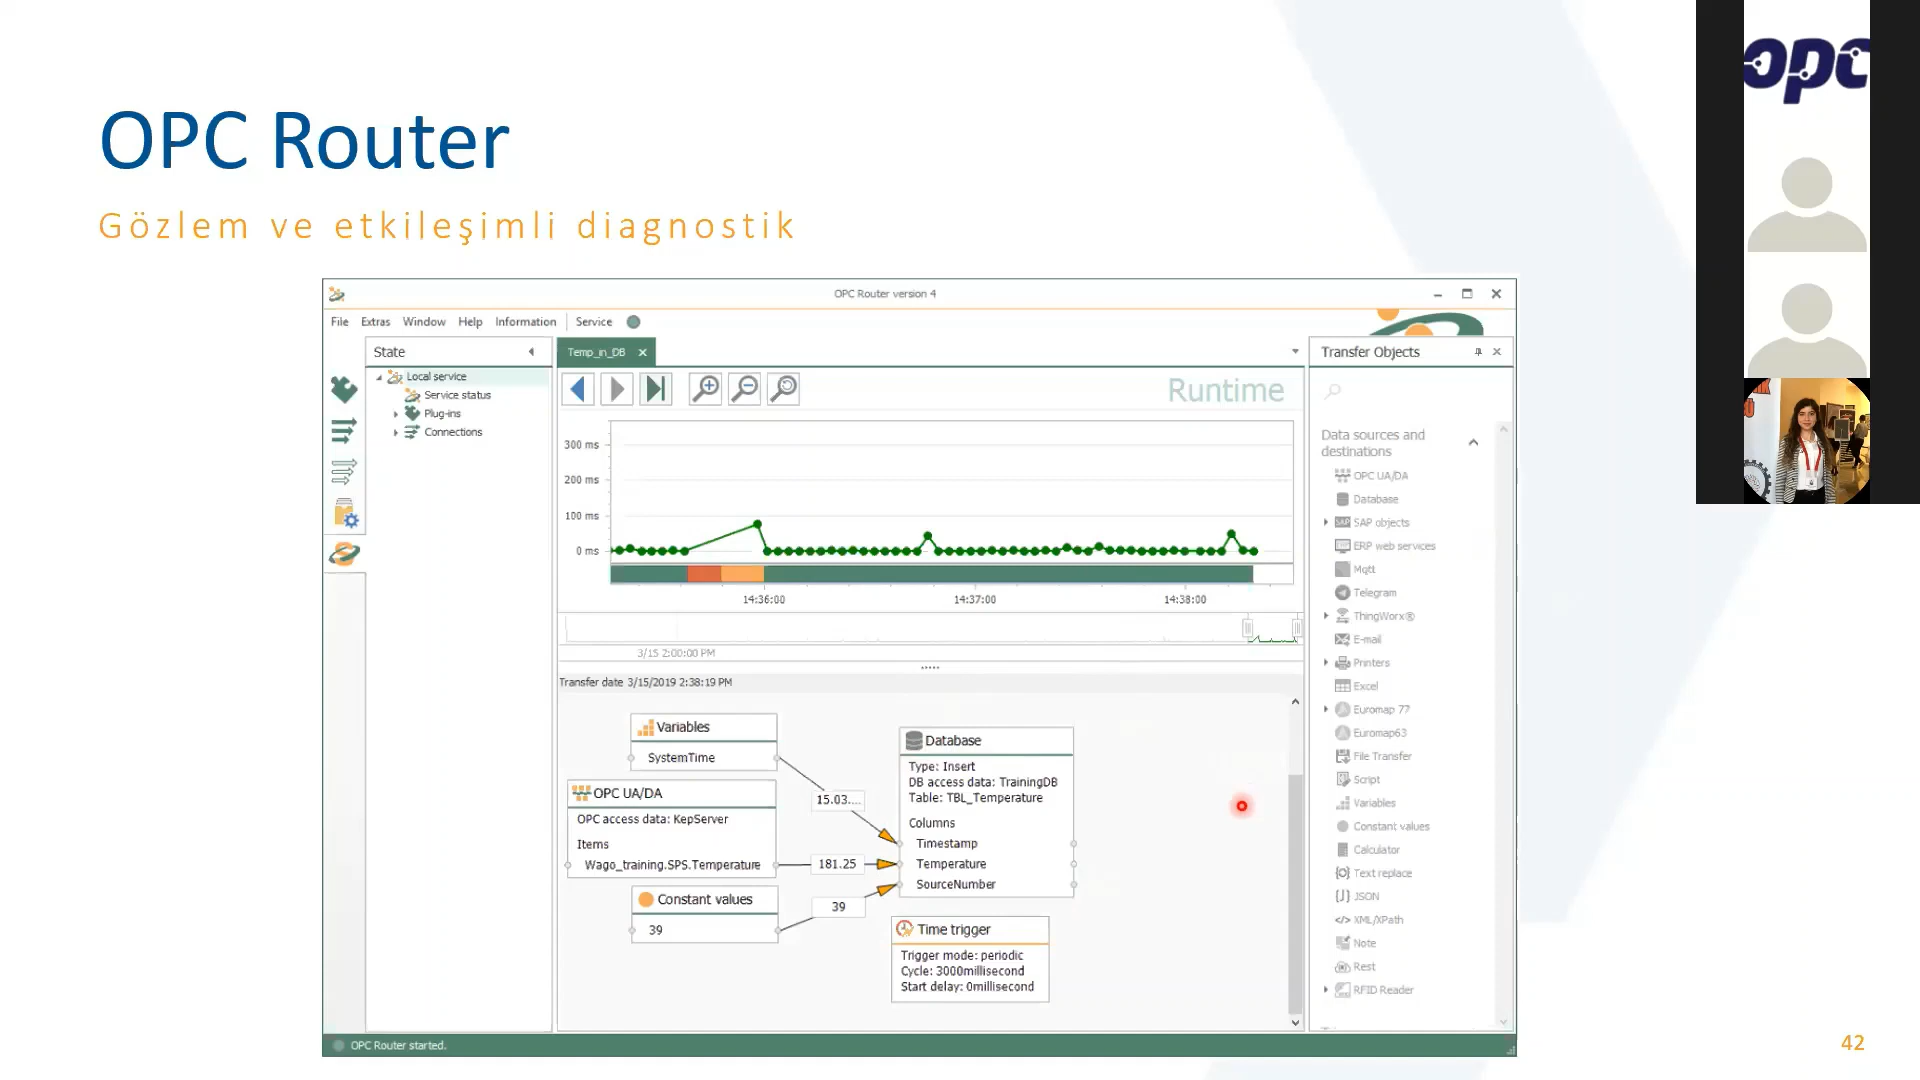 opc
OPC Router
Gözlem ve etkileşimli diagnostik
OPC Router version 4
File Extras Window Help Information Service
State
Local service
Service status
Plug-ins
Connections
Temp_in_DB
Runtime
300 ms
200 ms
100 ms
0 ms
14:36:00 14:37:00 14:38:00
3/15 2:00:00 PM
Transfer date 3/15/2019 2:38:19 PM
Variables
SystemTime
OPC UA/DA
OPC access data: KepServer
Items
Wago_training.SPS.Temperature
Constant values
39
15.03....
181.25
39
Database
Type: Insert
DB access data: TrainingDB
Table: TBL_Temperature
Columns
Timestamp
Temperature
SourceNumber
Time trigger
Trigger mode: periodic
Cycle: 3000millisecond
Start delay: 0millisecond
Transfer Objects
Data sources and
destinations
OPC UA/DA
Database
SAP SAP objects
ERP web services
Mqtt
Telegram
ThingWorx®
E-mail
Printers
Excel
Euromap 77
Euromap63
File Transfer
Script
Variables
Constant values
Calculator
Text replace
JSON
XML/XPath
Note
Rest
RFID Reader
OPC Router started.
42